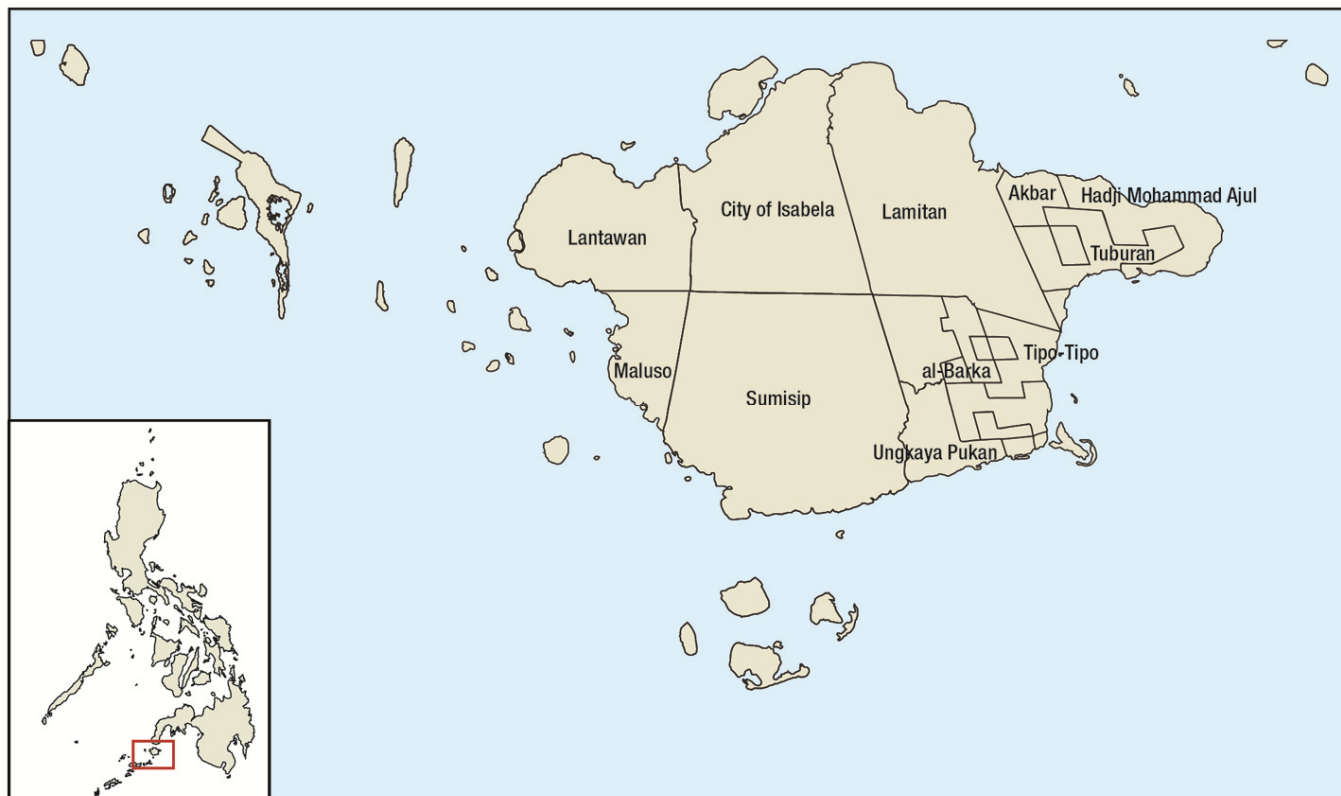 Akbar
Hadji Mohammad Ajul
City of Isabela
Lamitan
Lantawan
Tuburan
Tipo-Tipo
Maluso
al-Barka
Sumisip
Ungkaya Pukan